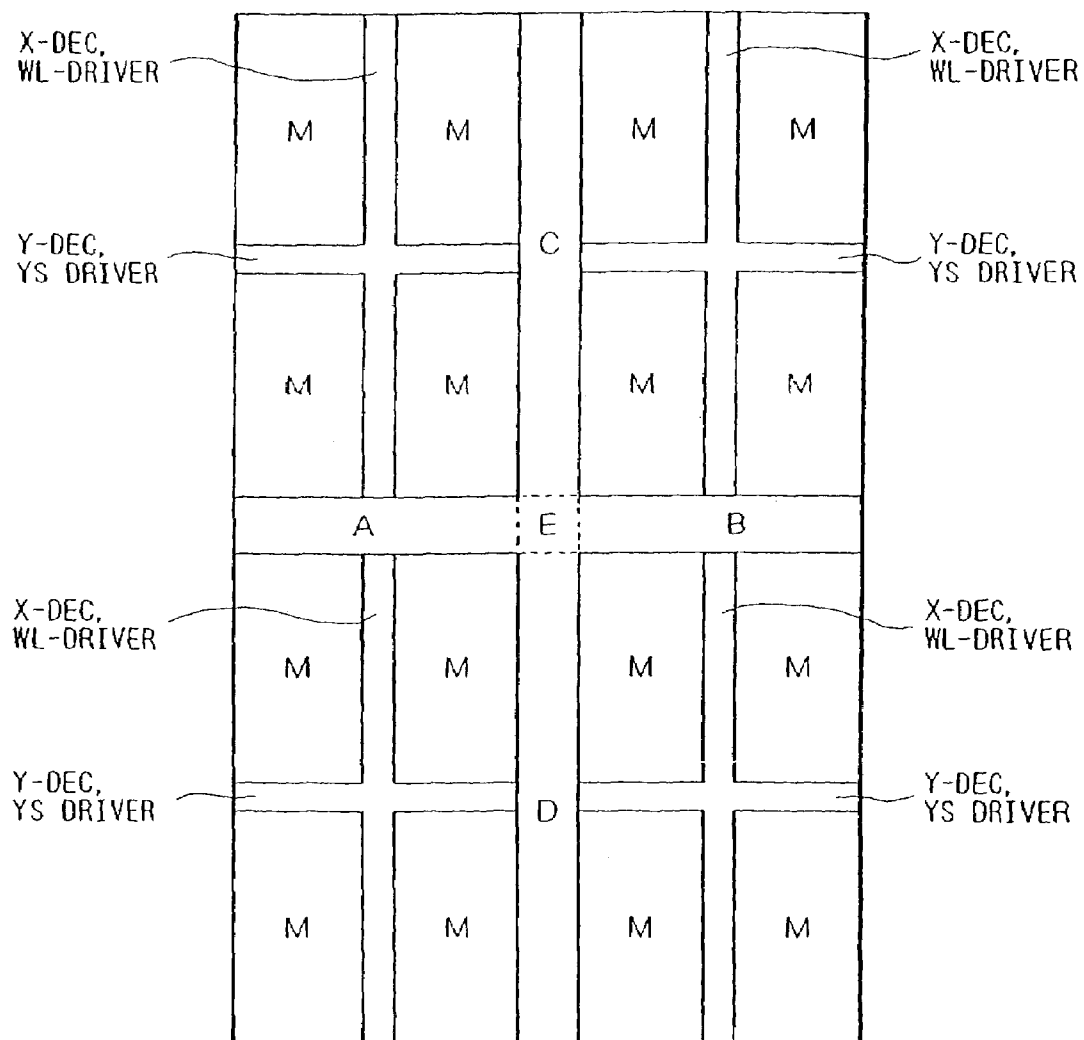 X-DEC,
WL-DRIVER
X-DEC,
WL-DRIVER
M
M
M
M
Y-DEC,
YS DRIVER
C
Y-DEC,
YS DRIVER
M
M
M
M
A
E
B
X-DEC,
WL-DRIVER
X-DEC,
WL-DRIVER
M
M
M
M
Y-DEC,
YS DRIVER
D
Y-DEC,
YS DRIVER
M
M
M
M